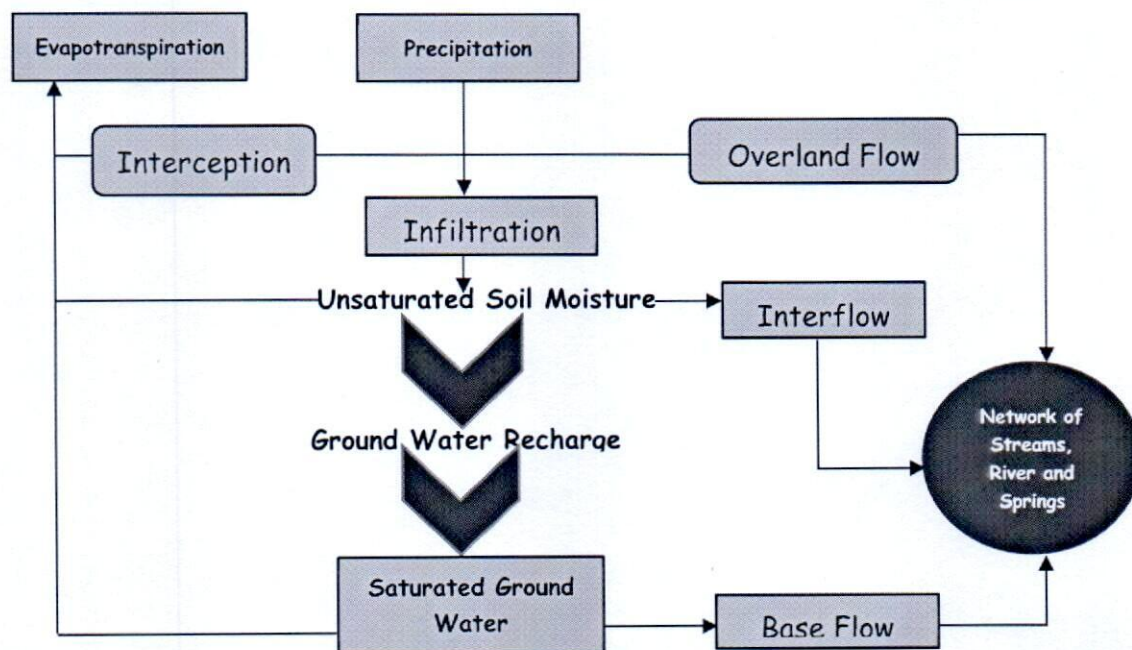 Evapotranspiration
Precipitation
Interception
Overland Flow
Infiltration
Unsaturated Soil Moisture
Interflow
Ground Water Recharge
Network of
Streams,
River and
Springs
Saturated Ground
Water
Base Flow